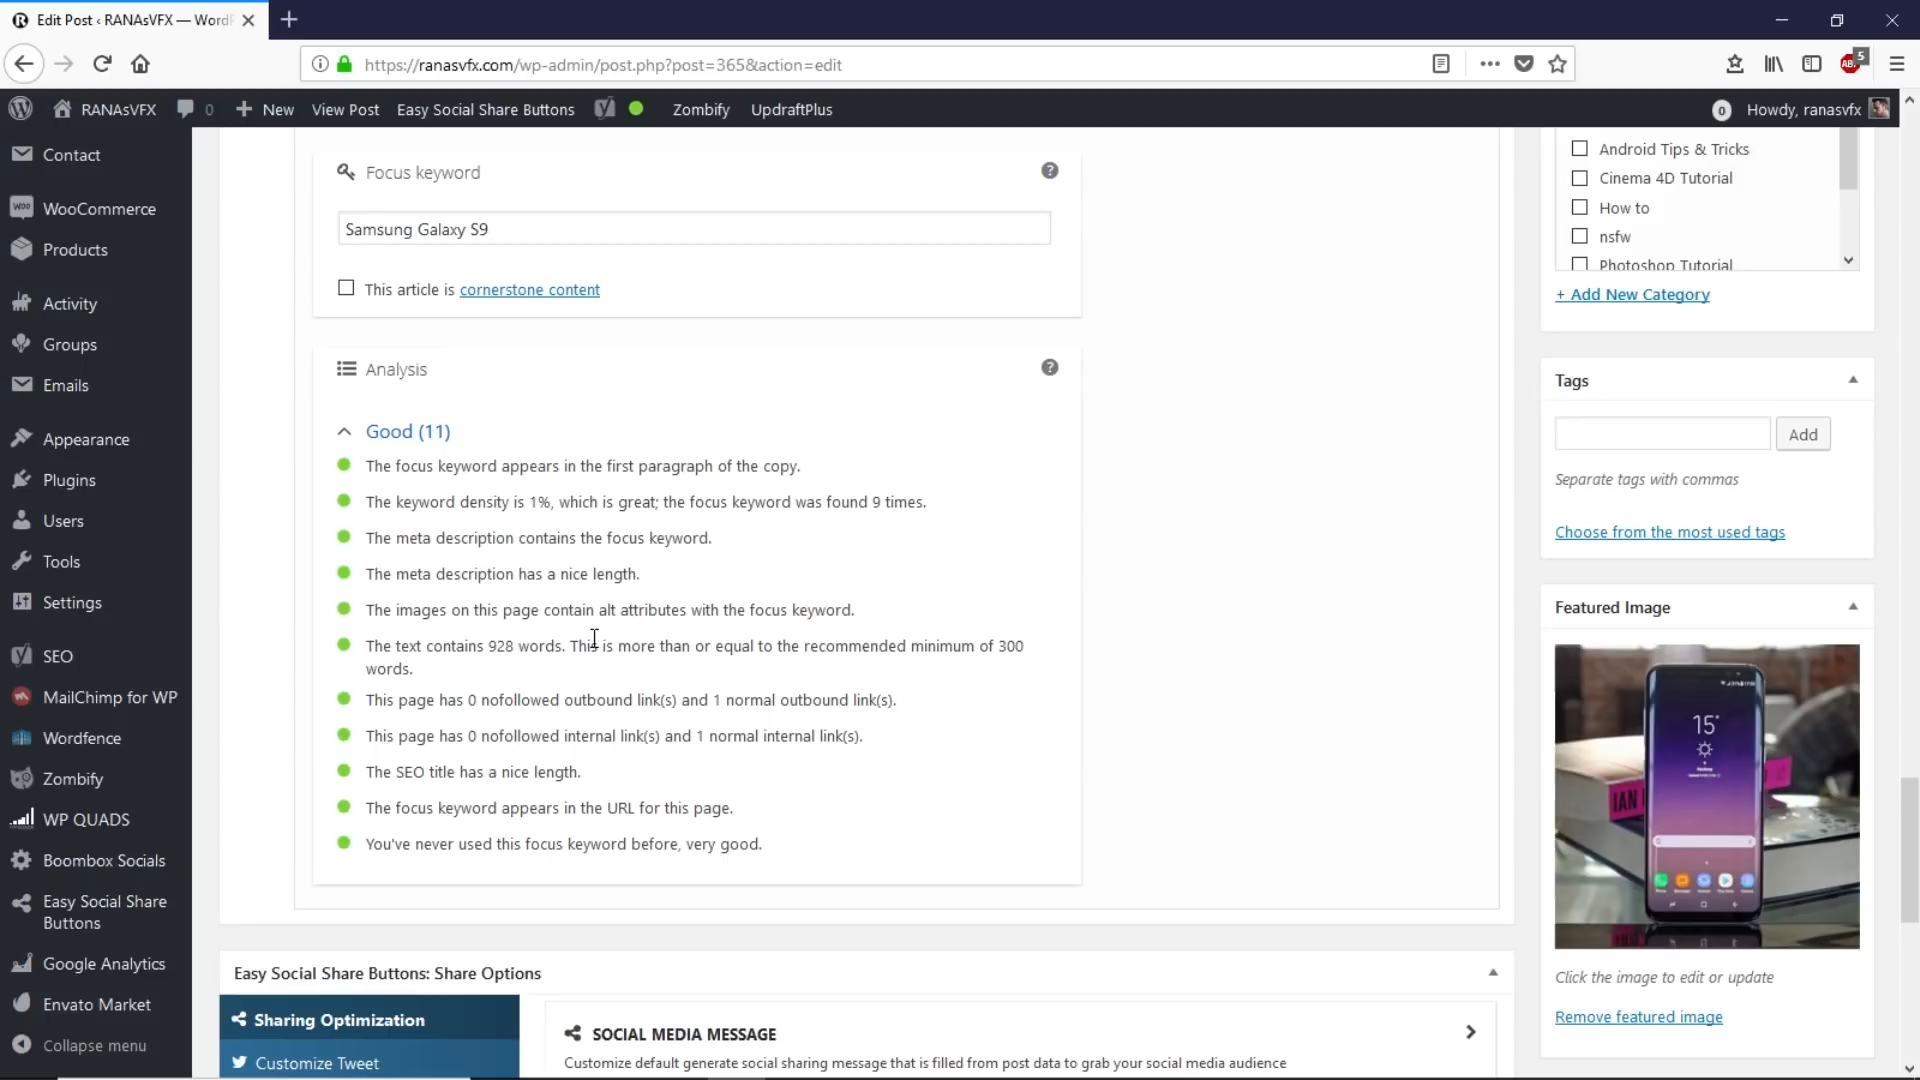 Edit Post ‹ RANAsVFX — Word
https://ranasvfx.com/wp-admin/post.php?post=365&action=edit
ABP
5
RANAsVFX
0
New
View Post
Easy Social Share Buttons
Zombify
UpdraftPlus
0
Howdy, ranasvfx
Contact
WooCommerce
Products
Activity
Groups
Emails
Appearance
Plugins
Users
Tools
Settings
SEO
MailChimp for WP
Wordfence
Zombify
WP QUADS
Boombox Socials
Easy Social Share
Buttons
Google Analytics
Envato Market
Collapse menu
Focus keyword
Samsung Galaxy S9
This article is cornerstone content
Analysis
Good (11)
The focus keyword appears in the first paragraph of the copy.
The keyword density is 1%, which is great; the focus keyword was found 9 times.
The meta description contains the focus keyword.
The meta description has a nice length.
The images on this page contain alt attributes with the focus keyword.
The text contains 928 words. This is more than or equal to the recommended minimum of 300
words.
This page has 0 nofollowed outbound link(s) and 1 normal outbound link(s).
This page has 0 nofollowed internal link(s) and 1 normal internal link(s).
The SEO title has a nice length.
The focus keyword appears in the URL for this page.
You've never used this focus keyword before, very good.
Easy Social Share Buttons: Share Options
Sharing Optimization
Customize Tweet
SOCIAL MEDIA MESSAGE
Customize default generate social sharing message that is filled from post data to grab your social media audience
Android Tips & Tricks
Cinema 4D Tutorial
How to
nsfw
Photoshop Tutorial
+ Add New Category
Tags
Add
Separate tags with commas
Choose from the most used tags
Featured Image
15°
IAN
Click the image to edit or update
Remove featured image